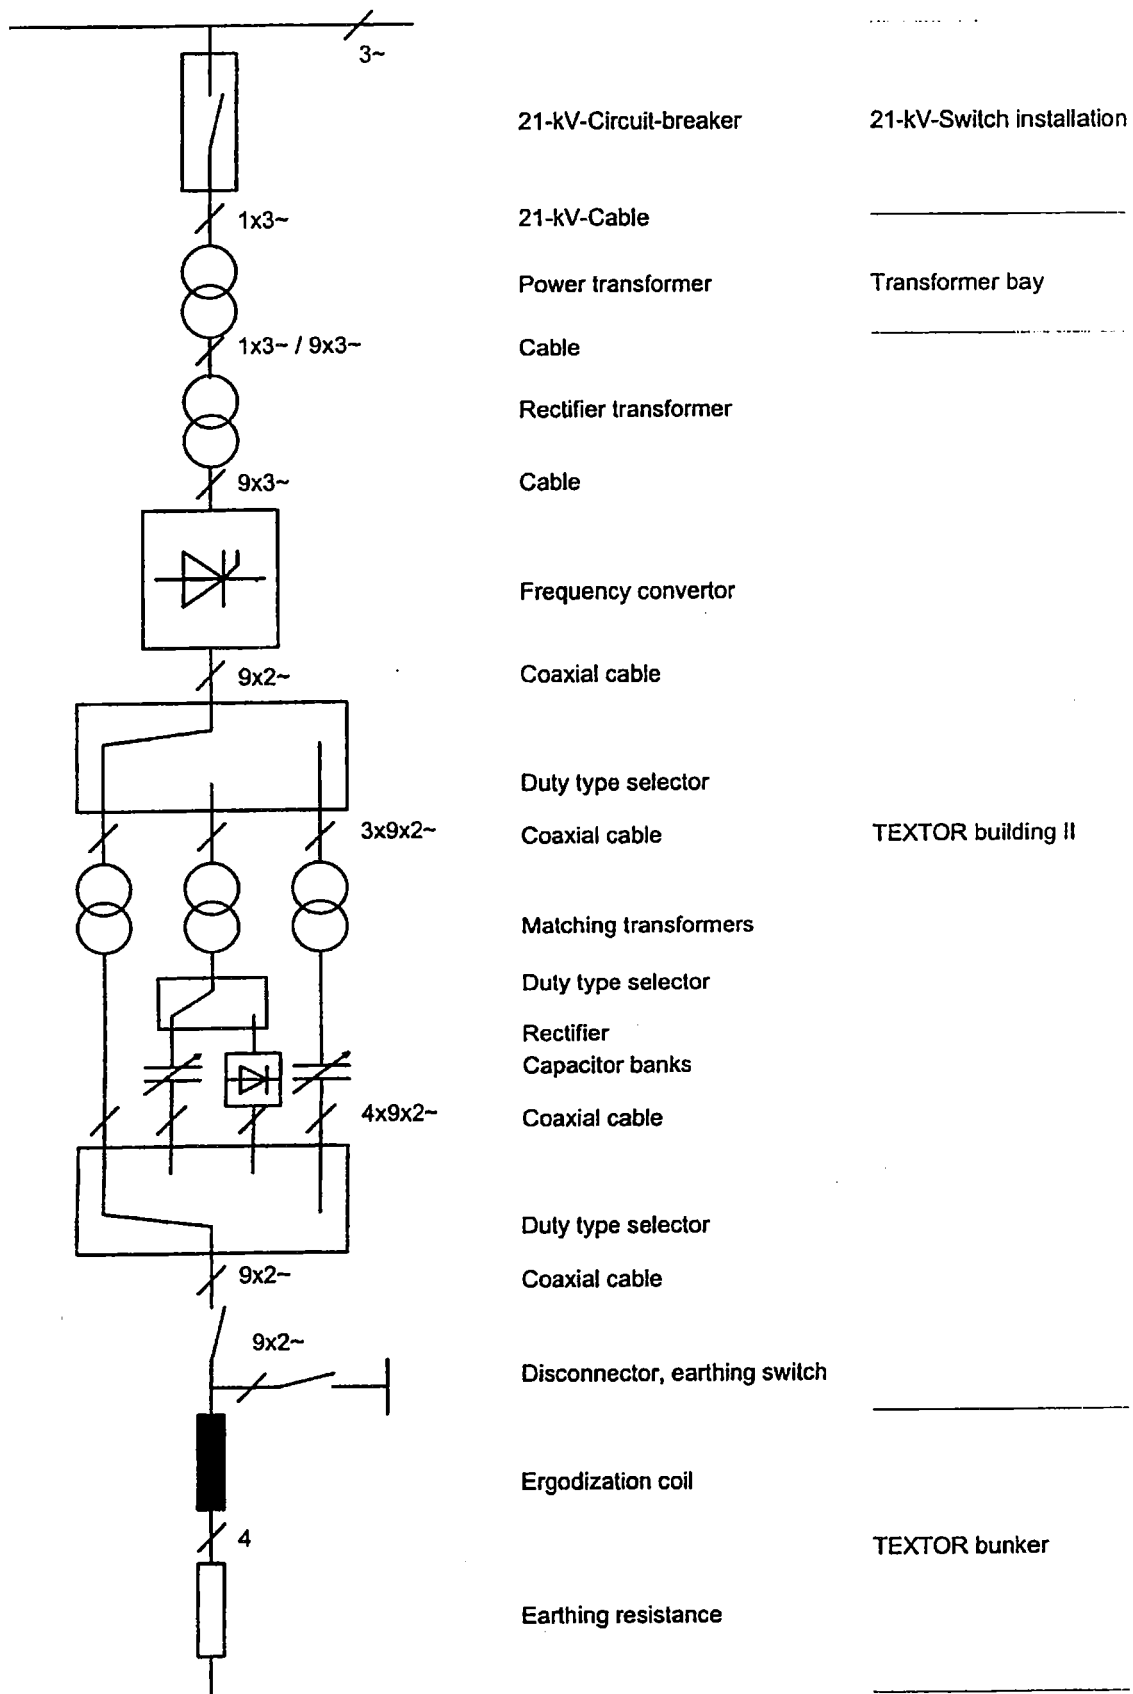 3~
21-kV-Circuit-breaker
21-kV-Switch installation
1x3~
21-kV-Cable
Power transformer
Transformer bay
1x3~ / 9x3~
Cable
Rectifier transformer
9x3~
Cable
Frequency convertor
9x2~
Coaxial cable
Duty type selector
3x9x2~
Coaxial cable
TEXTOR building II
Matching transformers
Duty type selector
Rectifier
Capacitor banks
4x9x2~
Coaxial cable
Duty type selector
9x2~
Coaxial cable
9x2~
Disconnector, earthing switch
Ergodization coil
4
TEXTOR bunker
Earthing resistance